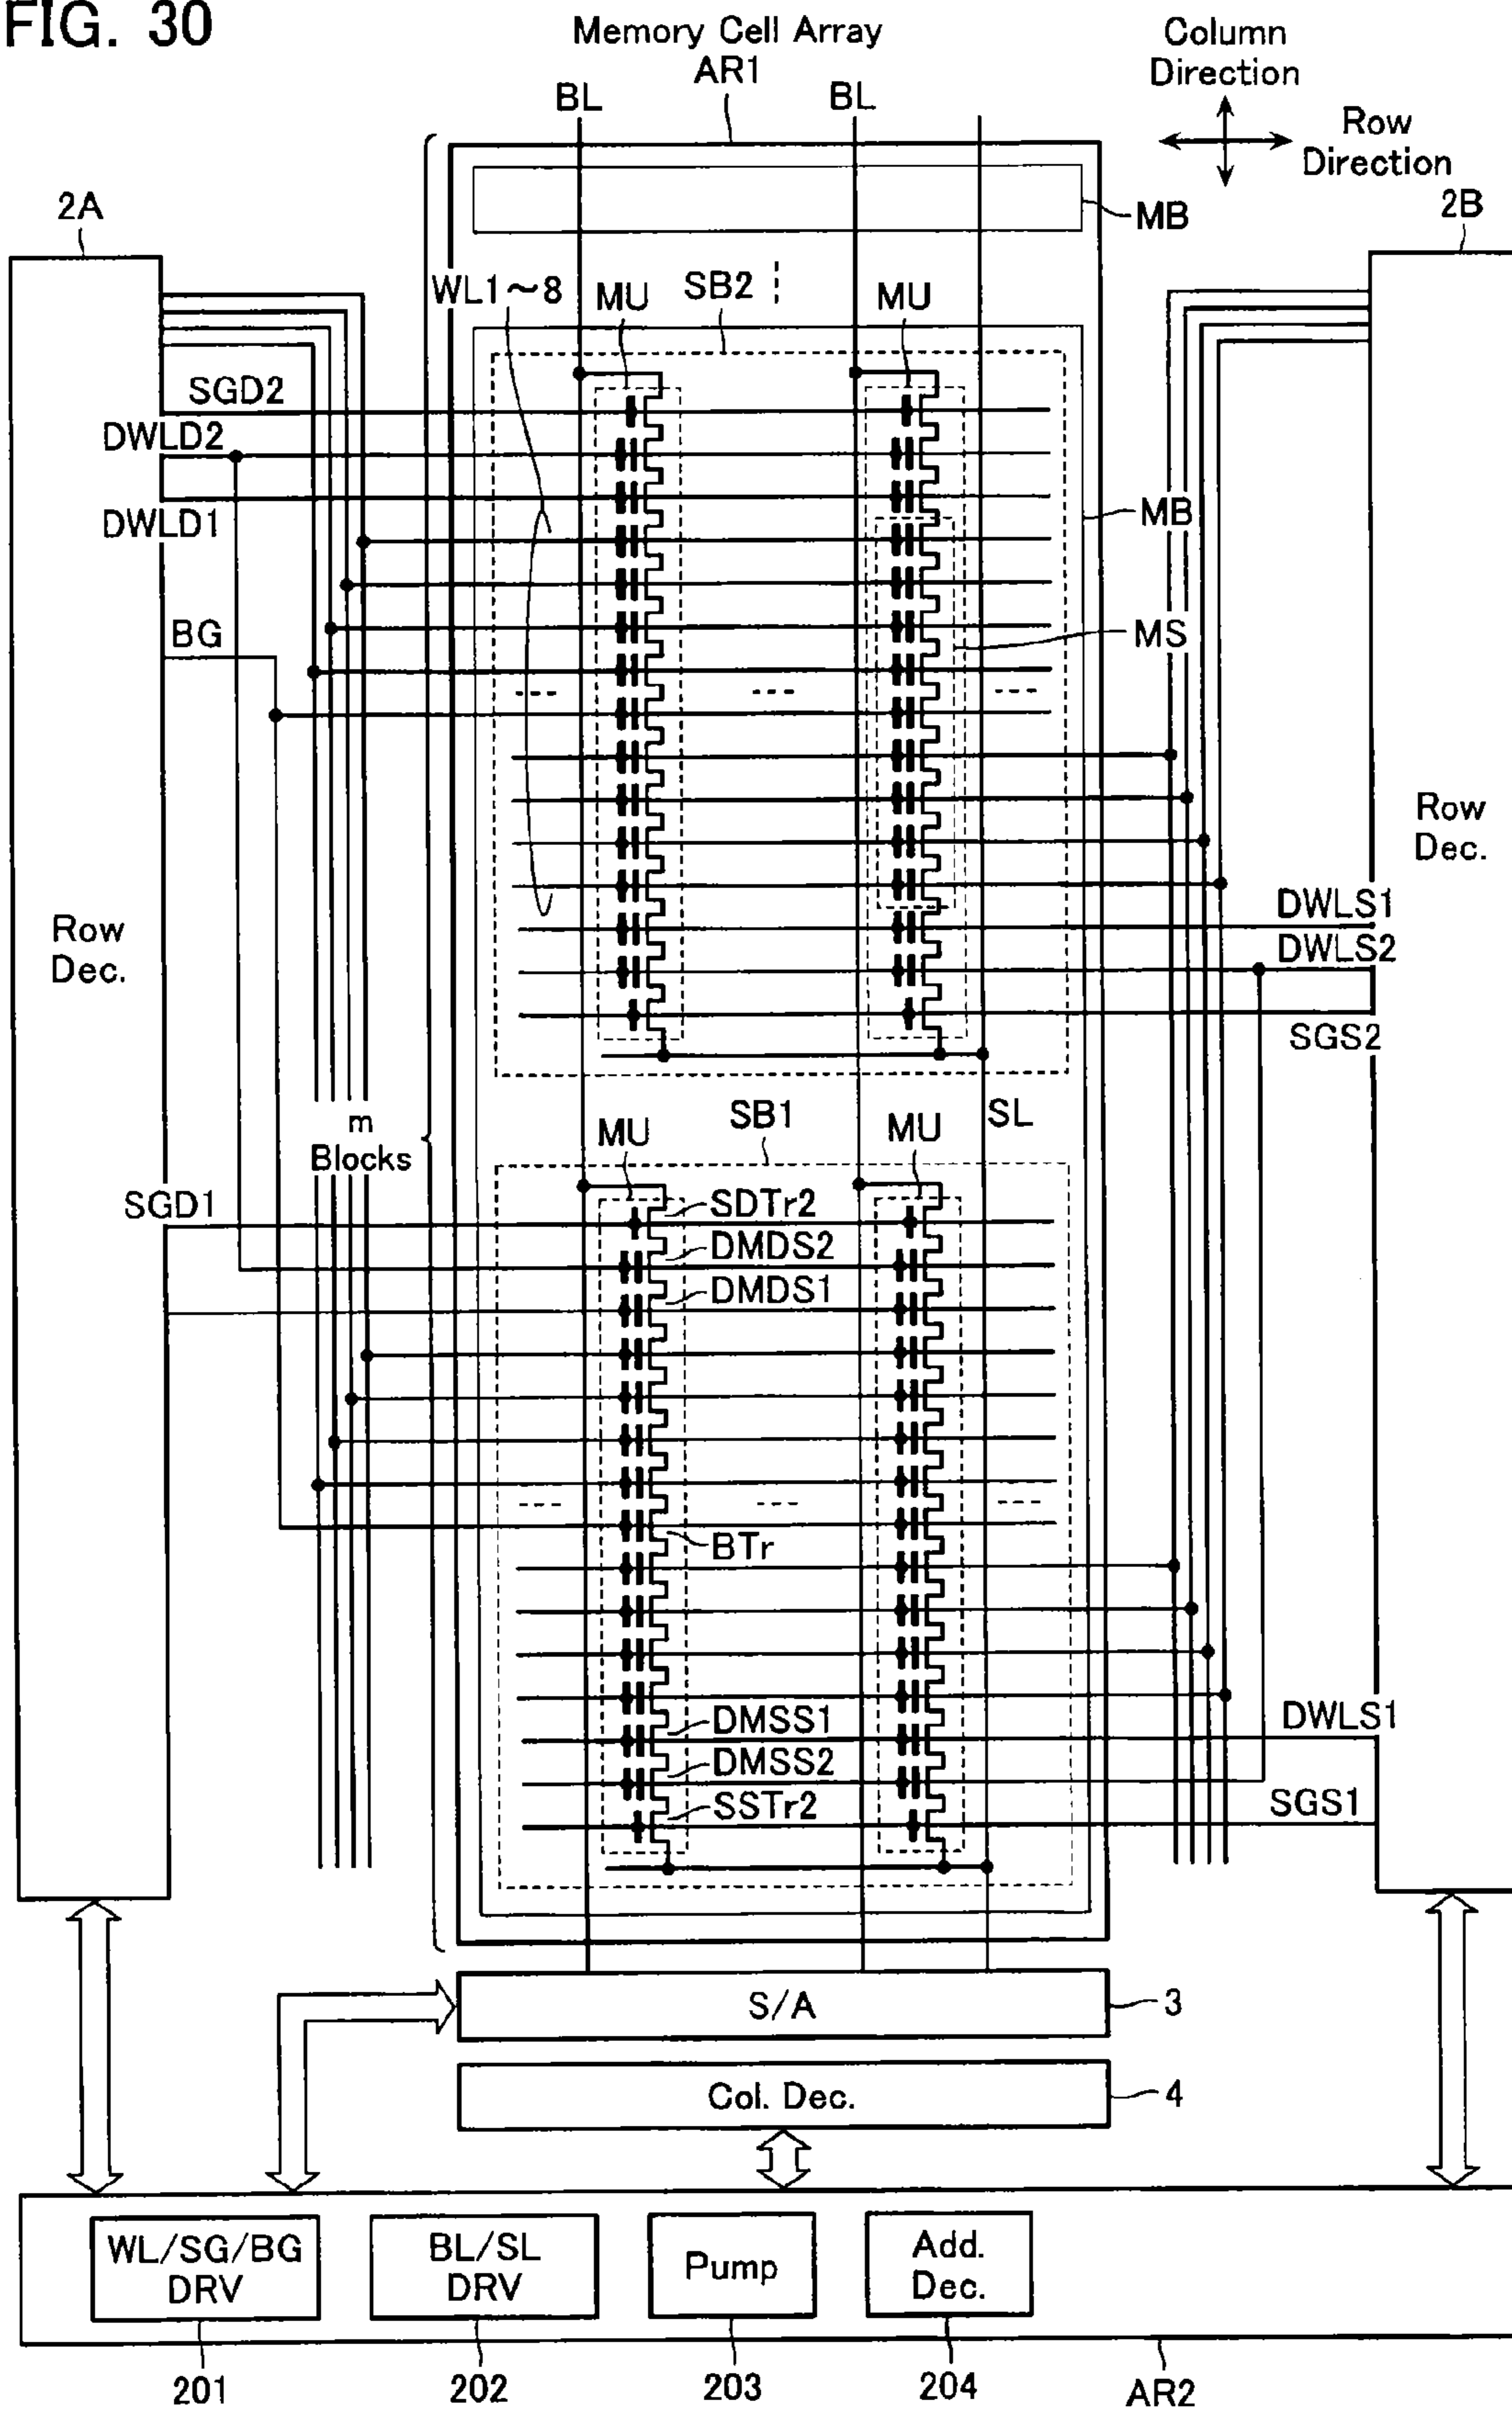 FIG. 30
Memory Cell Array
AR1
Column
Direction
Row
Direction
BL
BL
2A
MB
2B
WL1～8
MU
SB2
MU
SGD2
DWLD2
DWLD1
MB
BG
MS
Row
Dec.
Row
Dec.
DWLS1
DWLS2
SGS2
m
Blocks
SB1
MU
MU
SL
SGD1
SDTr2
DMDS2
DMDS1
BTr
DMSS1
DWLS1
DMSS2
SSTr2
SGS1
S/A
3
Col. Dec.
4
WL/SG/BG
DRV
BL/SL
DRV
Pump
Add.
Dec.
201
202
203
204
AR2